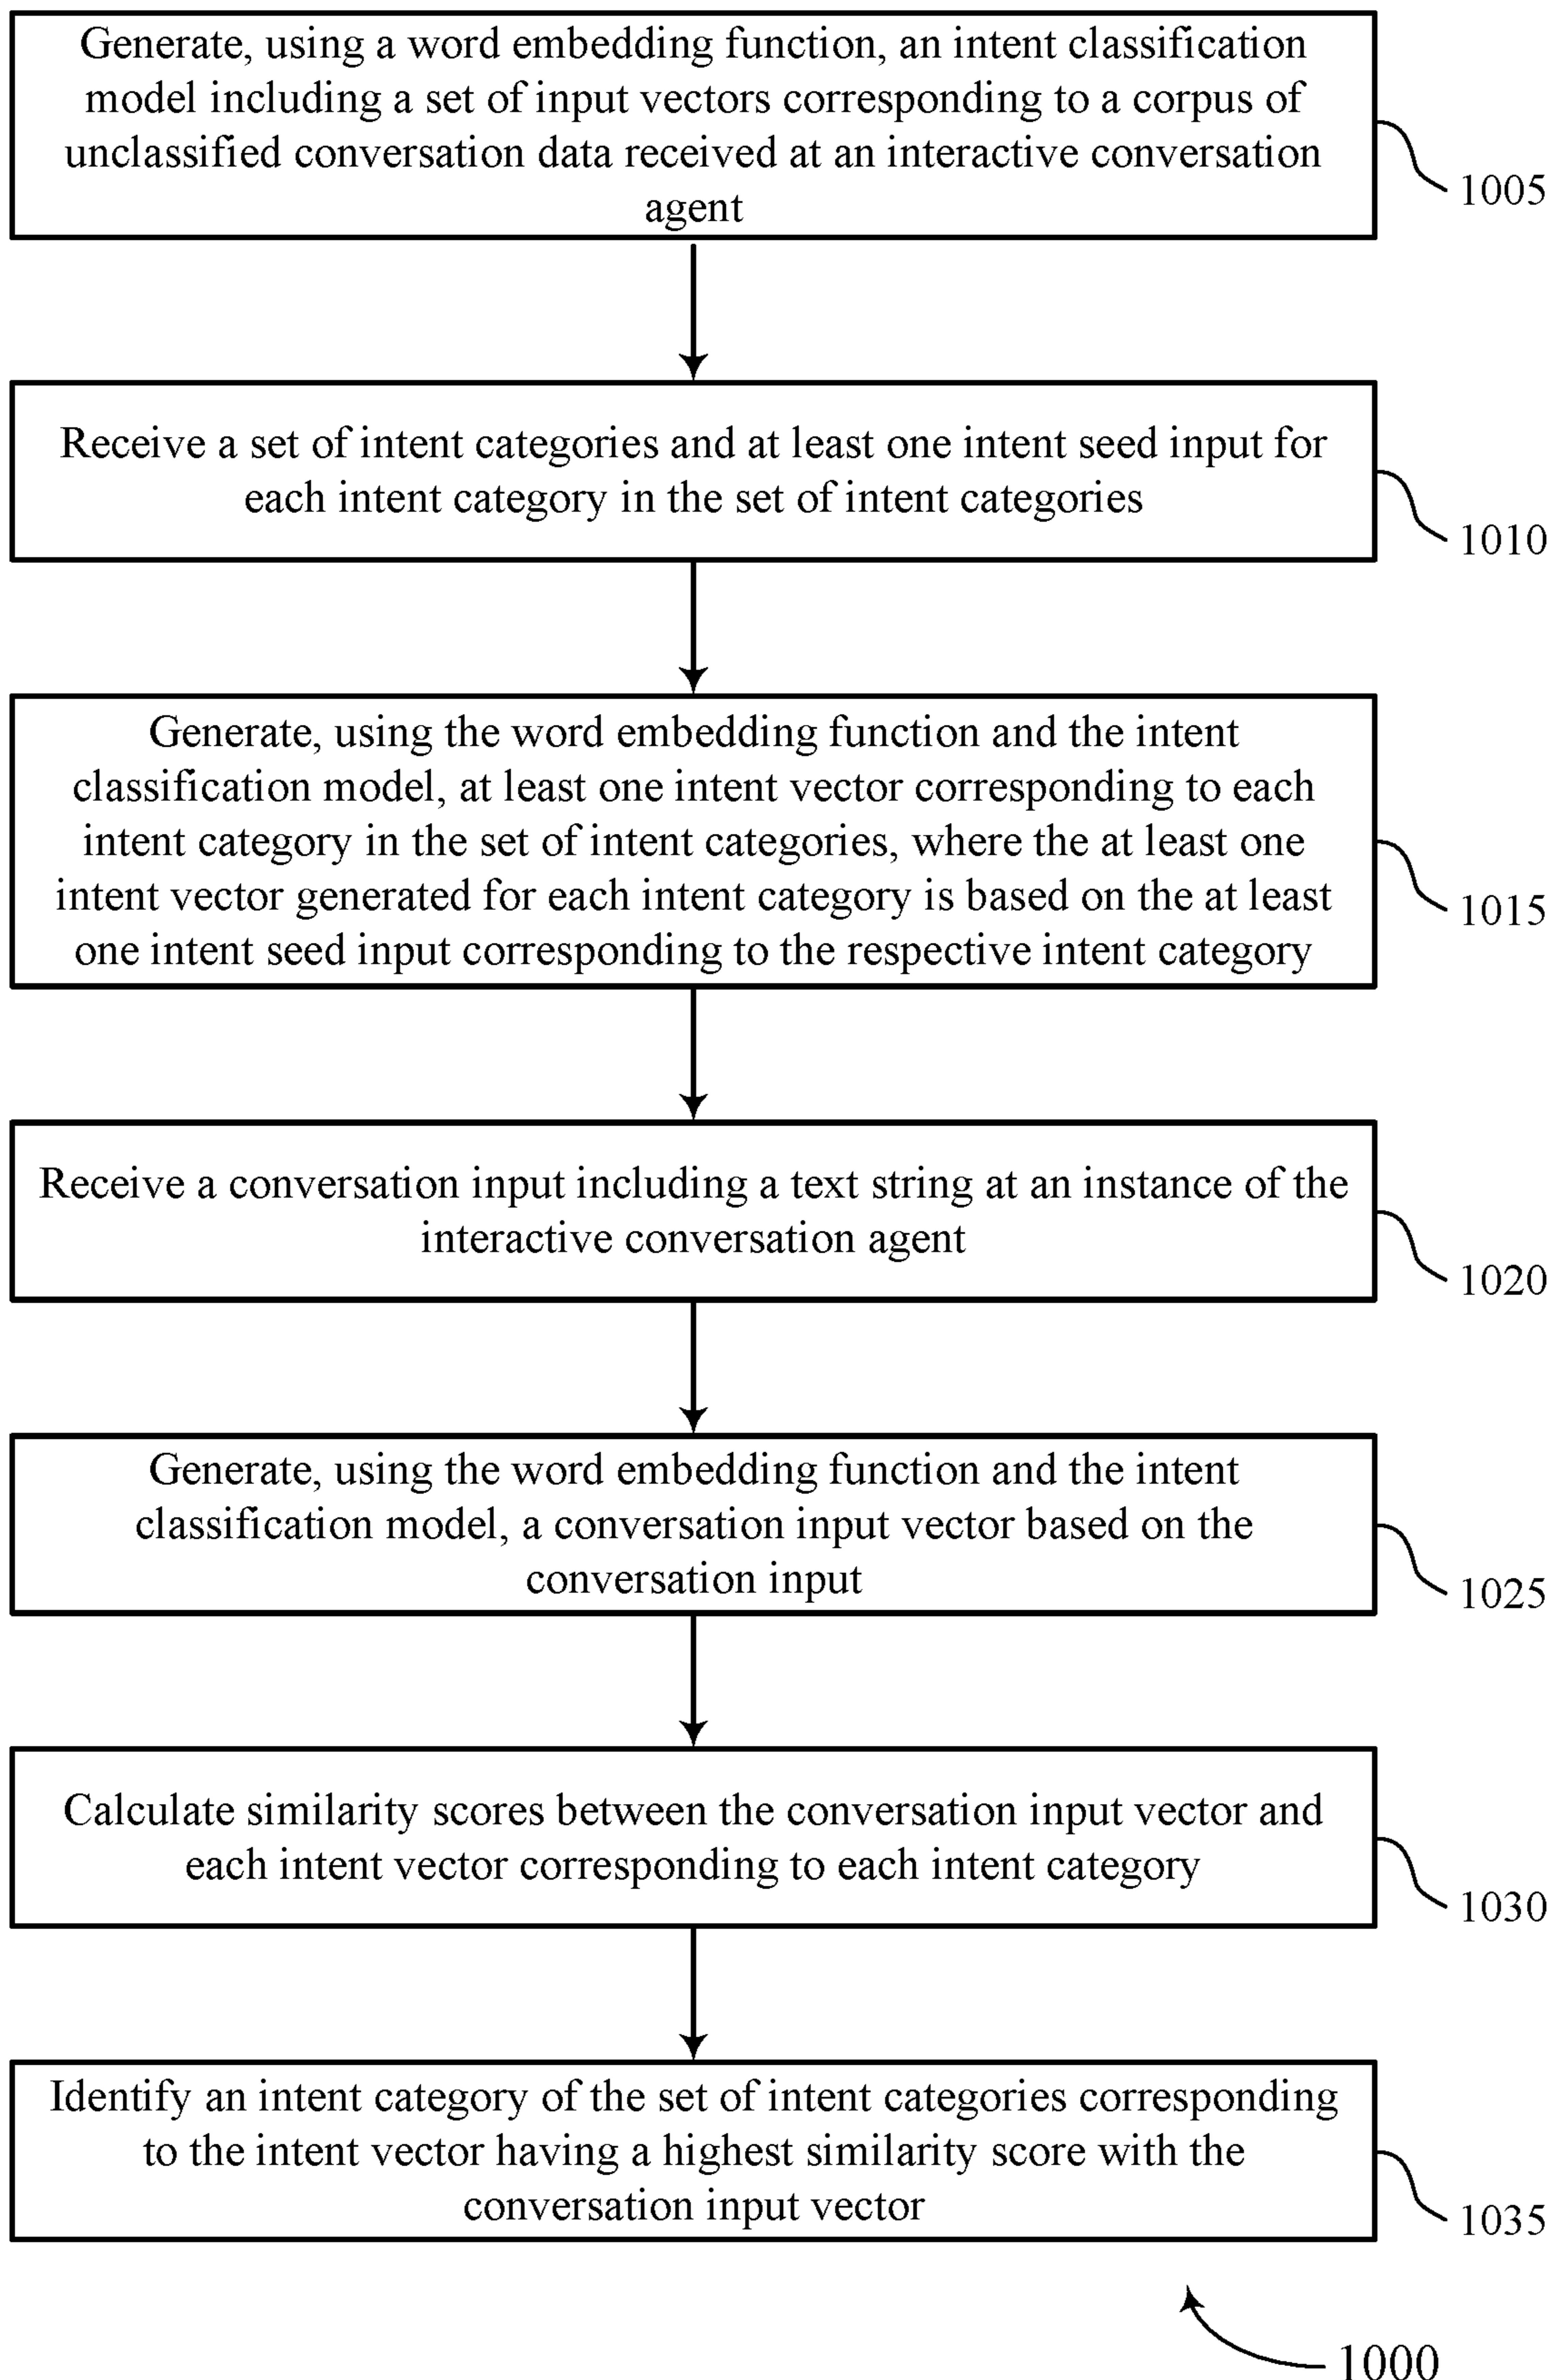 Generate, using a word embedding function, an intent classification
model including a set of input vectors corresponding to a corpus of
unclassified conversation data received at an interactive conversation
agent
1005
Receive a set of intent categories and at least one intent seed input for
each intent category in the set of intent categories
1010
Generate, using the word embedding function and the intent
classification model, at least one intent vector corresponding to each
intent category in the set of intent categories, where the at least one
intent vector generated for each intent category is based on the at least
one intent seed input corresponding to the respective intent category
1015
Receive a conversation input including a text string at an instance of the
interactive conversation agent
1020
Generate, using the word embedding function and the intent
classification model, a conversation input vector based on the
conversation input
1025
Calculate similarity scores between the conversation input vector and
each intent vector corresponding to each intent category
1030
Identify an intent category of the set of intent categories corresponding
to the intent vector having a highest similarity score with the
conversation input vector
1035
1000